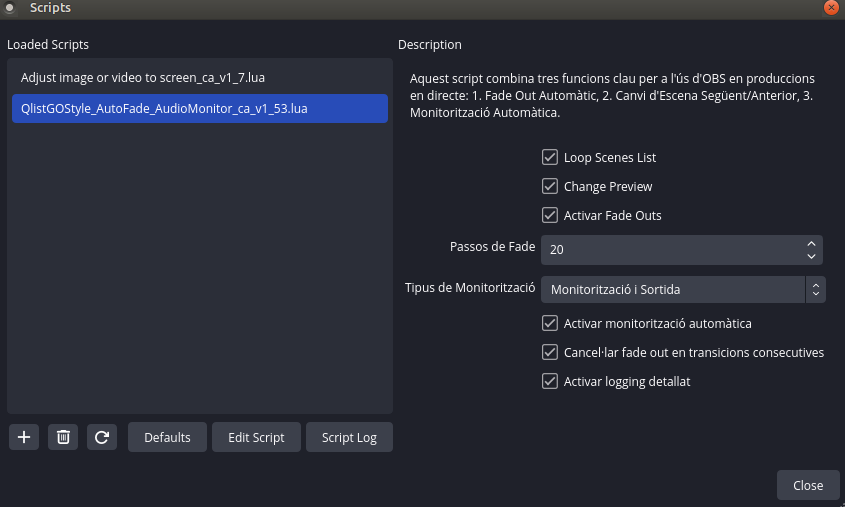 Scripts
Loaded Scripts
Adjust image or video to screen_ca_v1_7.lua
QlistGOStyle_AutoFade_AudioMonitor_ca_v1_53.lua
Defaults
Edit Script
Script Log
Description
Aquest script combina tres funcions clau per a l'ús d'OBS en produccions
en directe: 1. Fade Out Automàtic, 2. Canvi d'Escena Següent/Anterior, 3.
Monitorització Automàtica.
Loop Scenes List
Change Preview
Activar Fade Outs
Passos de Fade 20
Tipus de Monitorització Monitorització i Sortida
Activar monitorització automàtica
Cancel·lar fade out en transicions consecutives
Activar logging detallat
Close